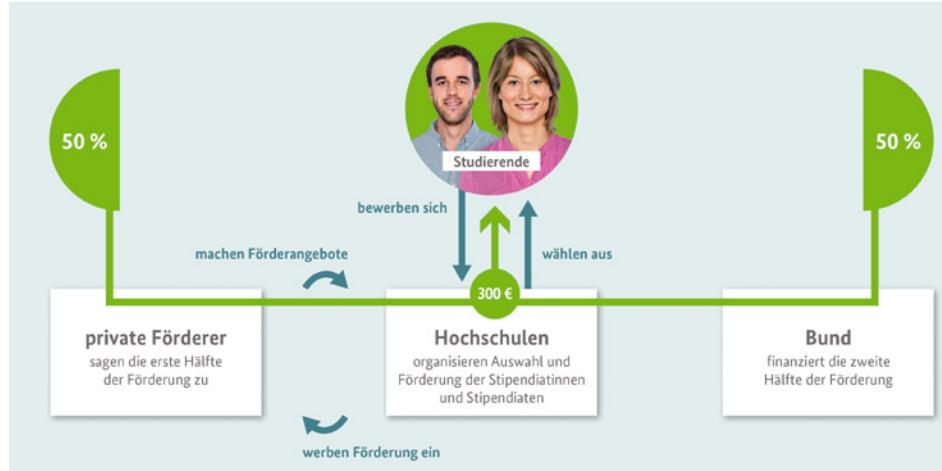 50 %
50 %
Studierende
bewerben sich
machen Förderangebote
wählen aus
300 €
private Förderer
sagen die erste Hälfte
der Förderung zu
Hochschulen
organisieren Auswahl und
Förderung der Stipendiatinnen
und Stipendiaten
Bund
finanziert die zweite
Hälfte der Förderung
werben Förderung ein